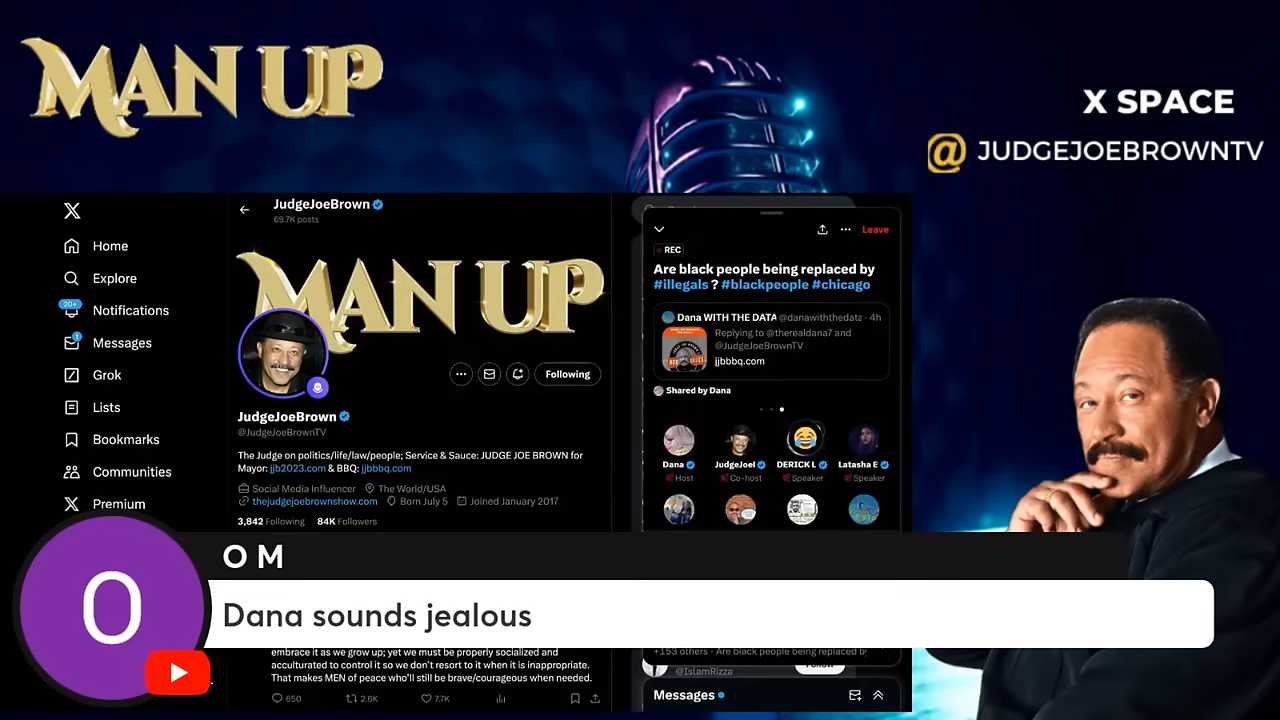 MAN UP
X SPACE
@ JUDGEJOEBROWNTV
Home
Explore
20+
Notifications
1
Messages
Grok
Lists
Bookmarks
Communities
Premium
JudgeJoeBrown
69.7K posts
MAN UP
Following
JudgeJoeBrown
@JudgeJoeBrownTV
The Judge on politics/life/law/people; Service & Sauce: JUDGE JOE BROWN for
Mayor: jjb2023.com & BBQ: jjbbbq.com
Social Media Influencer The World/USA
thejudgejoebrownshow.com Born July 5 Joined January 2017
3,842 Following 84K Followers
embrace it as we grow up; yet we must be properly socialized and
acculturated to control it so we don't resort to it when it is inappropriate.
That makes MEN of peace who'll still be brave/courageous when needed.
650 2.6K 7.7K
Leave
REC
Are black people being replaced by
#illegals ? #blackpeople #chicago
Dana WITH THE DATA @danawiththedata · 4h
Replying to @therealdana7 and
@JudgeJoeBrownTV
jjbbbq.com
Shared by Dana
Dana JudgeJoel DERICK L Latasha E
Host Co-host Speaker Speaker
+153 others · Are black people being replaced by
@IslamRizza
Follow
Messages
O
O M
Dana sounds jealous